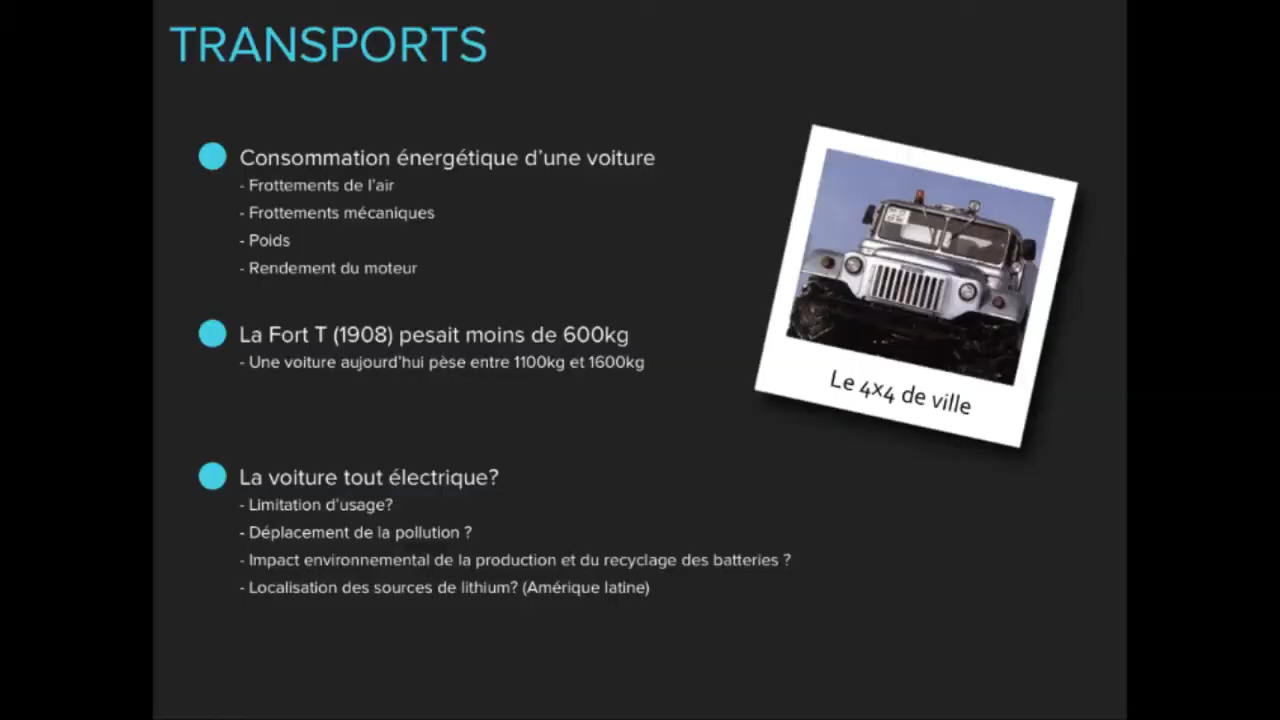 TRANSPORTS
Consommation énergétique d'une voiture
- Frottements de l'air
- Frottements mécaniques
- Poids
- Rendement du moteur
La Fort T (1908) pesait moins de 600kg
- Une voiture aujourd'hui pèse entre 1100kg et 1600kg
Le 4x4 de ville
La voiture tout électrique?
- Limitation d'usage?
- Déplacement de la pollution ?
- Impact environnemental de la production et du recyclage des batteries ?
- Localisation des sources de lithium? (Amérique latine)